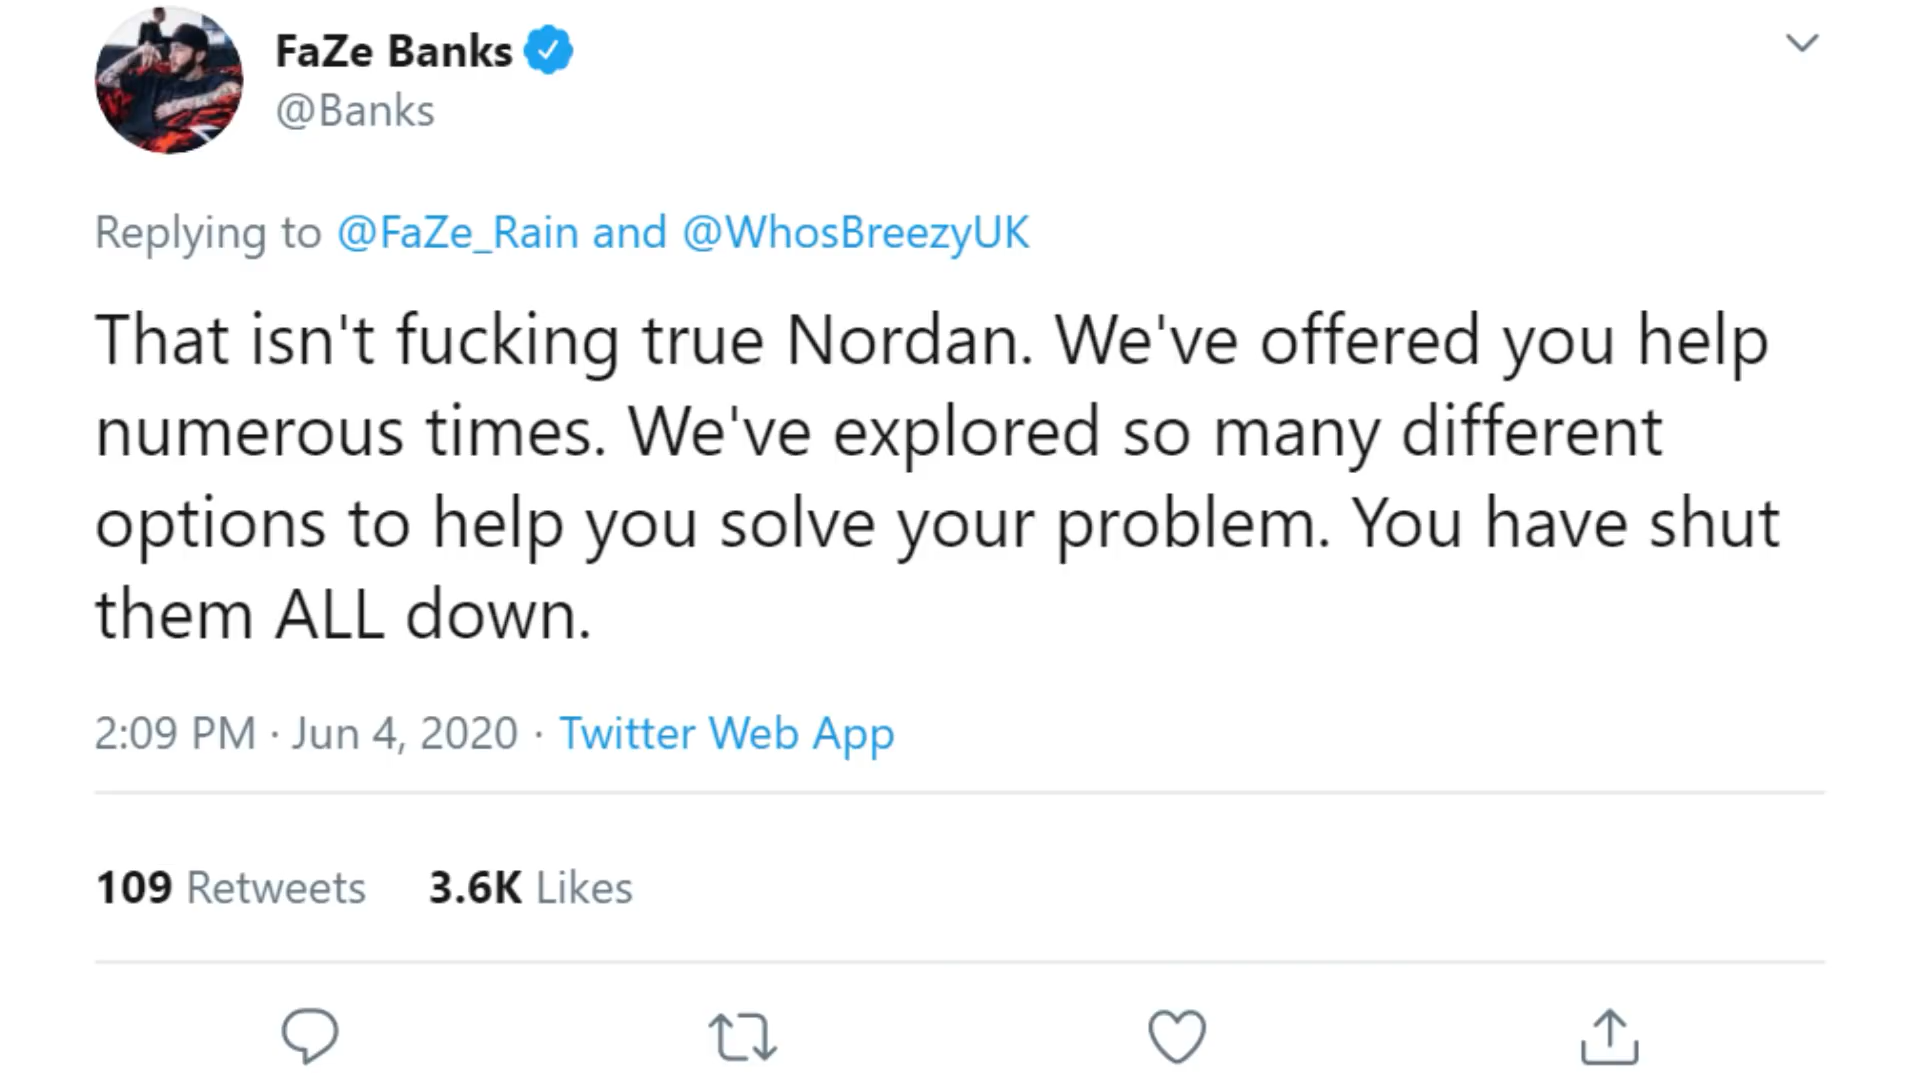 FaZe Banks
@Banks
Replying to @FaZe_Rain and @WhosBreezyUK
That isn't fucking true Nordan. We've offered you help
numerous times. We've explored so many different
options to help you solve your problem. You have shut
them ALL down.
2:09 PM · Jun 4, 2020 · Twitter Web App
109 Retweets 3.6K Likes